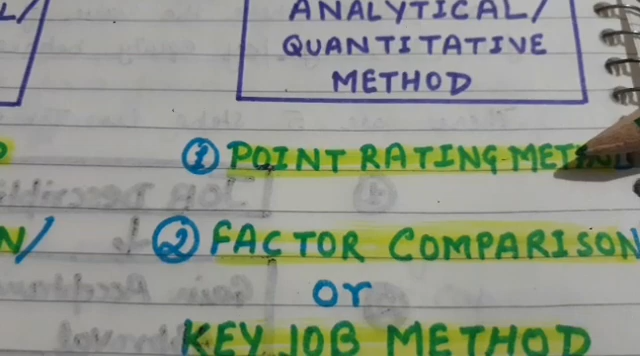 L/
ANALYTICAL/
QUANTITATIVE
METHOD
① POINT RATING
N/
② FACTOR COMPARISON
or
KEY JOB METHOD